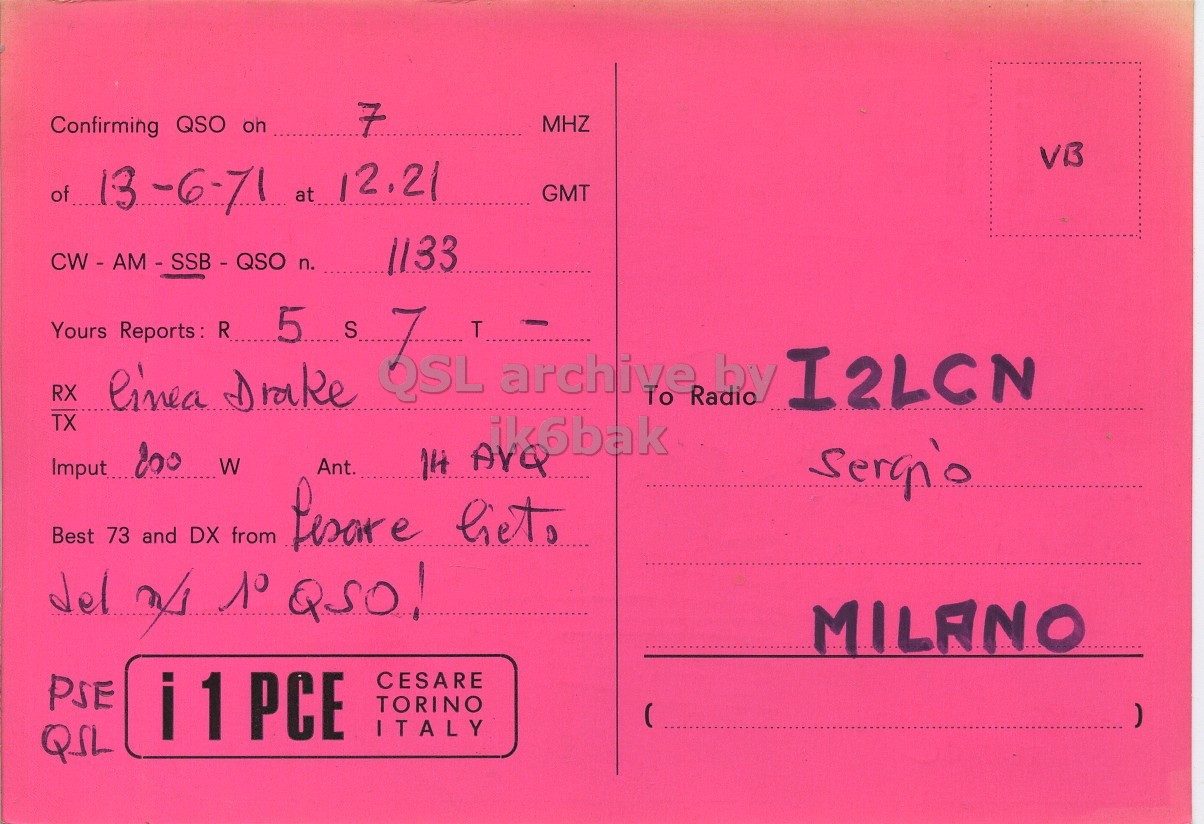 Confirming QSO on 7 MHZ
of 13-6-71 at 12.21 GMT
CW - AM - SSB - QSO n. 1133
Yours Reports: R 5 S 7 T -
RX linea Drake
TX
Imput 200 W Ant. 14 AVQ
Best 73 and DX from Cesare lieto
del n/s 1° QSO!
PSE
QSL
i 1 PCE
CESARE
TORINO
ITALY
VB
To Radio I2LCN
Sergio
MILANO
( )
QSL archive by
ik6bak